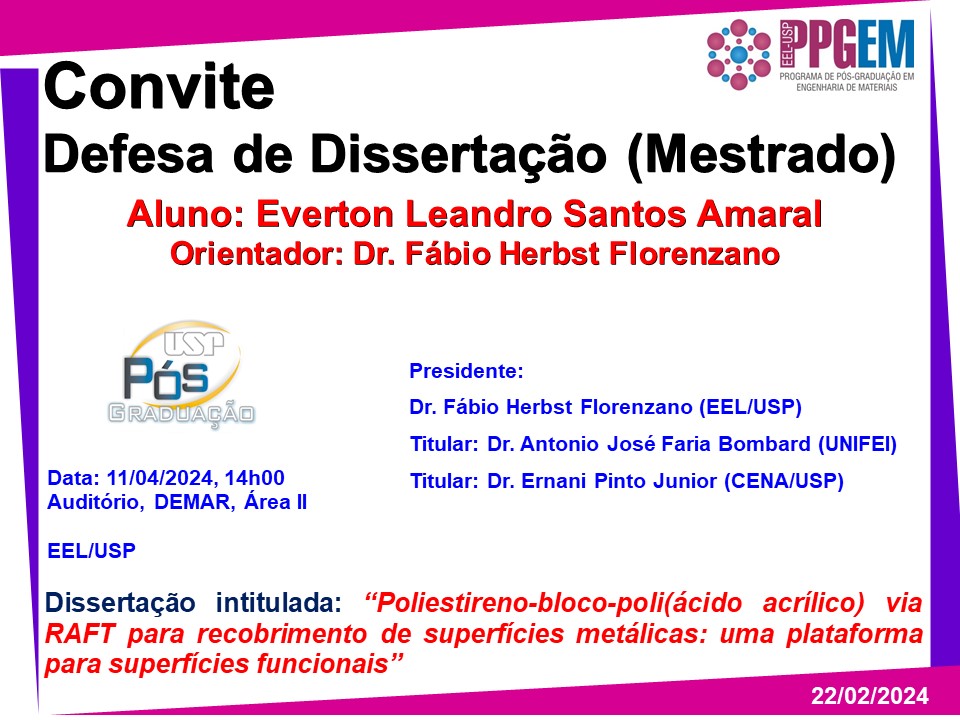 EEL-USP
PPGEM
PROGRAMA DE PÓS-GRADUAÇÃO EM
ENGENHARIA DE MATERIAIS
Convite
Defesa de Dissertação (Mestrado)
Aluno: Everton Leandro Santos Amaral
Orientador: Dr. Fábio Herbst Florenzano
USP
Pós
GRADUAÇÃO
Presidente:
Dr. Fábio Herbst Florenzano (EEL/USP)
Titular: Dr. Antonio José Faria Bombard (UNIFEI)
Titular: Dr. Ernani Pinto Junior (CENA/USP)
Data: 11/04/2024, 14h00
Auditório, DEMAR, Área II
EEL/USP
Dissertação intitulada: “Poliestireno-bloco-poli(ácido acrílico) via
RAFT para recobrimento de superfícies metálicas: uma plataforma
para superfícies funcionais”
22/02/2024